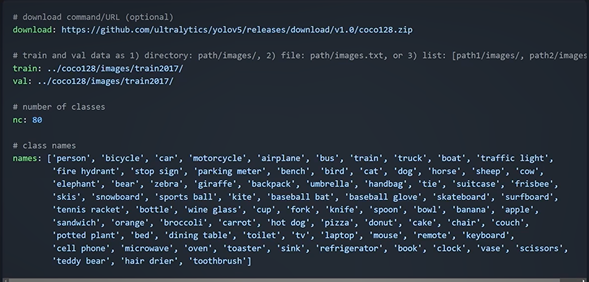 # download command/URL (optional)
download: https://github.com/ultralytics/yolov5/releases/download/v1.0/coco128.zip
# train and val data as 1) directory: path/images/, 2) file: path/images.txt, or 3) list: [path1/images/, path2/images
train: ../coco128/images/train2017/
val: ../coco128/images/train2017/
# number of classes
nc: 80
# class names
names: ['person', 'bicycle', 'car', 'motorcycle', 'airplane', 'bus', 'train', 'truck', 'boat', 'traffic light',
'fire hydrant', 'stop sign', 'parking meter', 'bench', 'bird', 'cat', 'dog', 'horse', 'sheep', 'cow',
'elephant', 'bear', 'zebra', 'giraffe', 'backpack', 'umbrella', 'handbag', 'tie', 'suitcase', 'frisbee',
'skis', 'snowboard', 'sports ball', 'kite', 'baseball bat', 'baseball glove', 'skateboard', 'surfboard',
'tennis racket', 'bottle', 'wine glass', 'cup', 'fork', 'knife', 'spoon', 'bowl', 'banana', 'apple',
'sandwich', 'orange', 'broccoli', 'carrot', 'hot dog', 'pizza', 'donut', 'cake', 'chair', 'couch',
'potted plant', 'bed', 'dining table', 'toilet', 'tv', 'laptop', 'mouse', 'remote', 'keyboard',
'cell phone', 'microwave', 'oven', 'toaster', 'sink', 'refrigerator', 'book', 'clock', 'vase', 'scissors',
'teddy bear', 'hair drier', 'toothbrush']